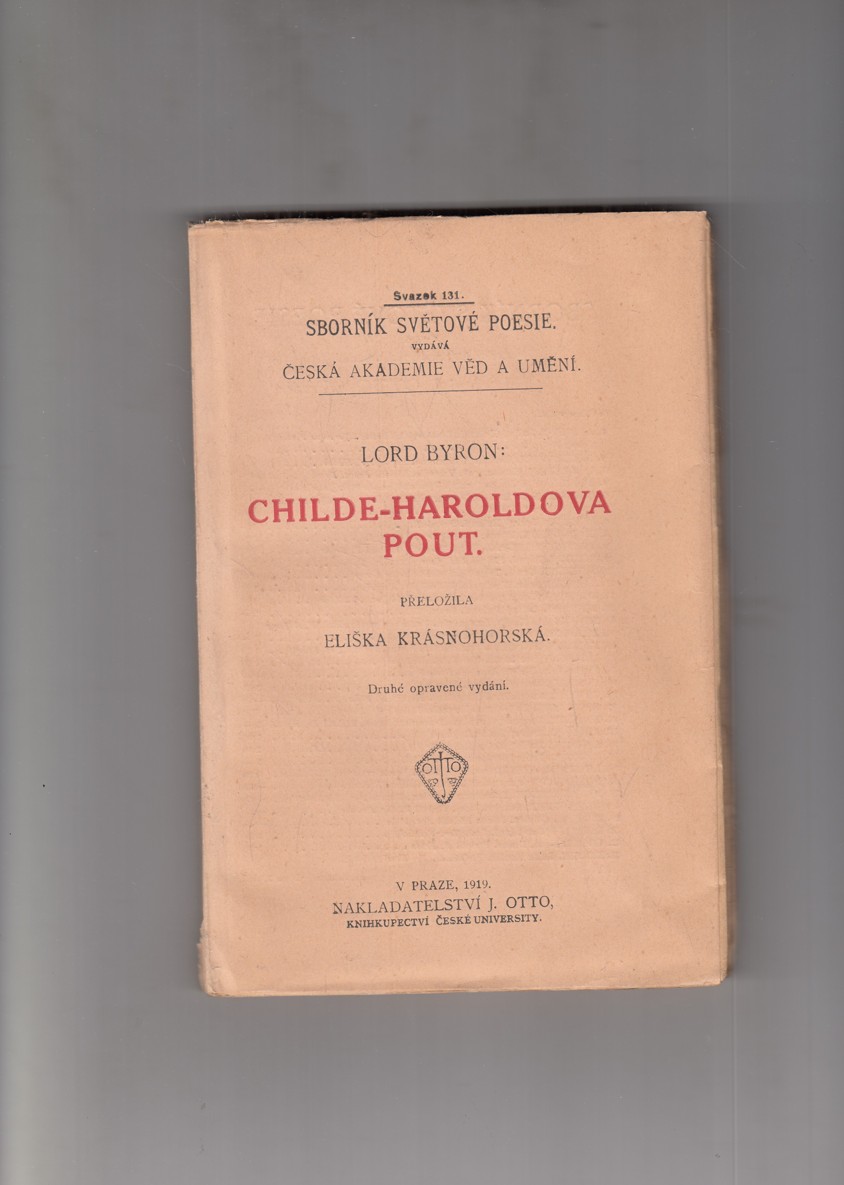 Svazek 131.
SBORNÍK SVĚTOVÉ POESIE.
VYDÁVÁ
ČESKÁ AKADEMIE VĚD A UMĚNÍ.
LORD BYRON:
CHILDE-HAROLDOVA
POUT.
PŘELOŽILA
ELIŠKA KRÁSNOHORSKÁ.
Druhé opravené vydání.
OTTO
V PRAZE, 1919.
NAKLADATELSTVÍ J. OTTO,
KNIHKUPECTVÍ ČESKÉ UNIVERSITY.